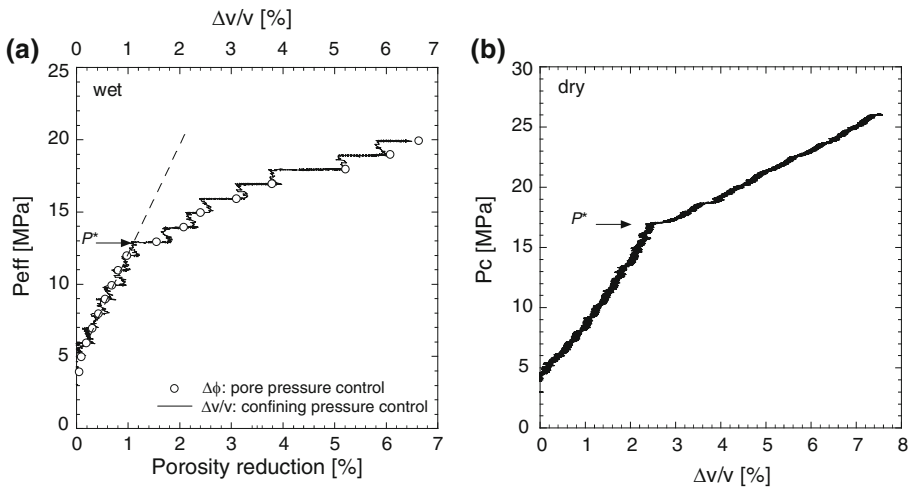 Δv/v [%]
0 1 2 3 4 5 6 7
(a)
25
20
15
10
5
0
Peff [MPa]
wet
P*
Δϕ: pore pressure control
Δv/v: confining pressure control
0 1 2 3 4 5 6 7
Porosity reduction [%]
(b)
30
25
20
15
10
5
0
Pc [MPa]
dry
P*
0 1 2 3 4 5 6 7 8
Δv/v [%]